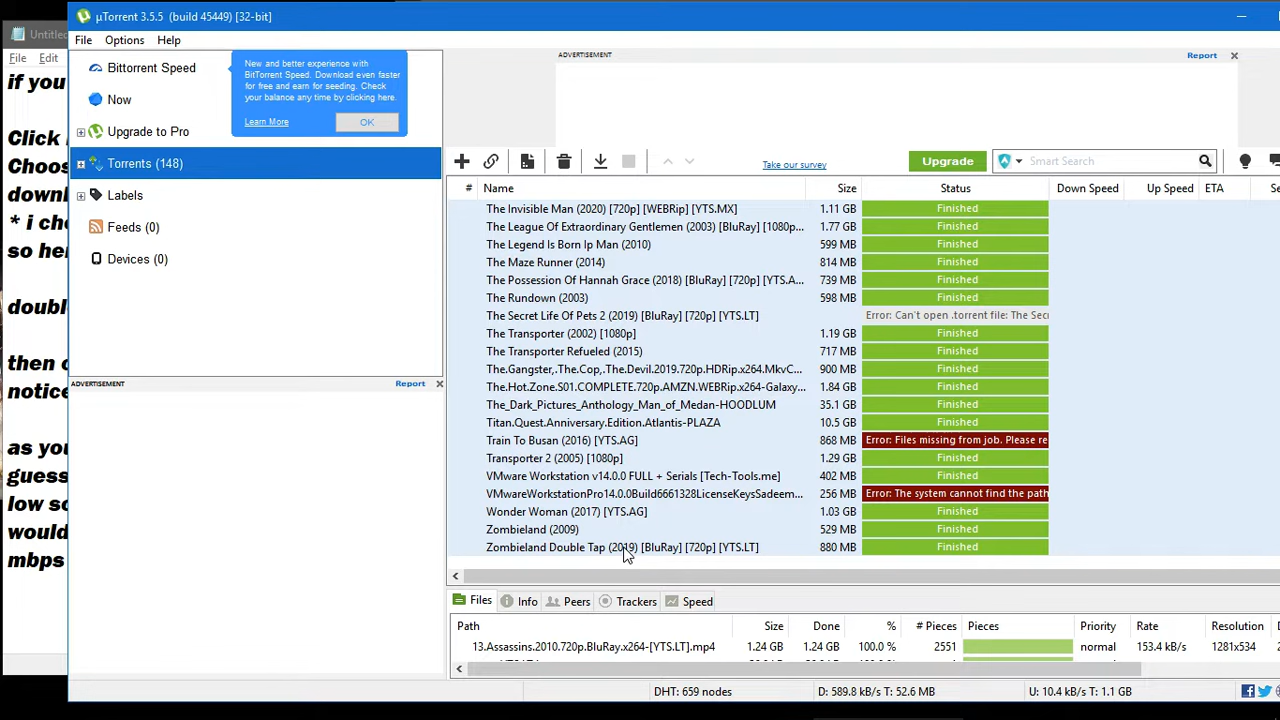 µTorrent 3.5.5 (build 45449) [32-bit]
Untitled
File Options Help
File Edit
if you
Click
Choos
downl
* i cho
so her
doubl
then c
notice
as you
guess
low s
would
mbps
Bittorrent Speed
Now
Upgrade to Pro
Torrents (148)
Labels
Feeds (0)
Devices (0)
New and better experience with
BitTorrent Speed. Download even faster
for free and earn for seeding. Check
your balance any time by clicking here.
Learn More OK
ADVERTISEMENT Report
ADVERTISEMENT Report
Take our survey Upgrade Smart Search
# Name Size Status Down Speed Up Speed ETA Se
The Invisible Man (2020) [720p] [WEBRip] [YTS.MX] 1.11 GB Finished
The League Of Extraordinary Gentlemen (2003) [BluRay] [1080p... 1.77 GB Finished
The Legend Is Born Ip Man (2010) 599 MB Finished
The Maze Runner (2014) 814 MB Finished
The Possession Of Hannah Grace (2018) [BluRay] [720p] [YTS.A... 739 MB Finished
The Rundown (2003) 598 MB Finished
The Secret Life Of Pets 2 (2019) [BluRay] [720p] [YTS.LT] Error: Can't open .torrent file: The Secr
The Transporter (2002) [1080p] 1.19 GB Finished
The Transporter Refueled (2015) 717 MB Finished
The.Gangster,.The.Cop,.The.Devil.2019.720p.HDRip.x264.MkvC... 900 MB Finished
The.Hot.Zone.S01.COMPLETE.720p.AMZN.WEBRip.x264-Galaxy... 1.84 GB Finished
The_Dark_Pictures_Anthology_Man_of_Medan-HOODLUM 35.1 GB Finished
Titan.Quest.Anniversary.Edition.Atlantis-PLAZA 10.5 GB Finished
Train To Busan (2016) [YTS.AG] 868 MB Error: Files missing from job. Please re
Transporter 2 (2005) [1080p] 1.29 GB Finished
VMware Workstation v14.0.0 FULL + Serials [Tech-Tools.me] 402 MB Finished
VMwareWorkstationPro14.0.0Build6661328LicenseKeysSadeem... 256 MB Error: The system cannot find the path
Wonder Woman (2017) [YTS.AG] 1.03 GB Finished
Zombieland (2009) 529 MB Finished
Zombieland Double Tap (2019) [BluRay] [720p] [YTS.LT] 880 MB Finished
Files Info Peers Trackers Speed
Path Size Done % # Pieces Pieces Priority Rate Resolution D
13.Assassins.2010.720p.BluRay.x264-[YTS.LT].mp4 1.24 GB 1.24 GB 100.0 % 2551 normal 153.4 kB/s 1281x534
DHT: 659 nodes D: 589.8 kB/s T: 52.6 MB U: 10.4 kB/s T: 1.1 GB